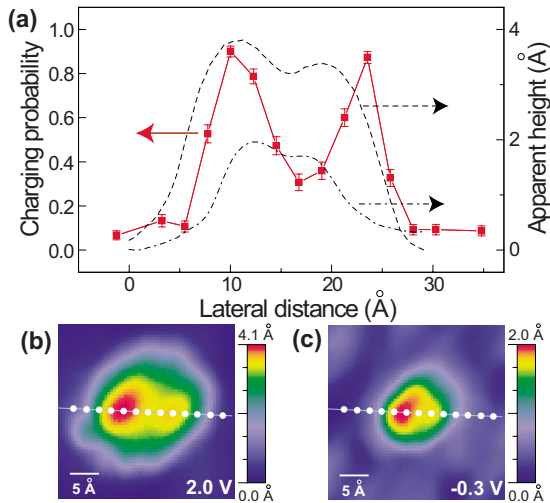 (a)
1.0
0.8
0.6
0.4
0.2
0.0
Charging probability
4
2
0
Apparent height (Å)
0
10
20
30
Lateral distance (Å)
(b)
4.1 Å
0.0 Å
5 Å
2.0 V
(c)
2.0 Å
0.0 Å
5 Å
-0.3 V